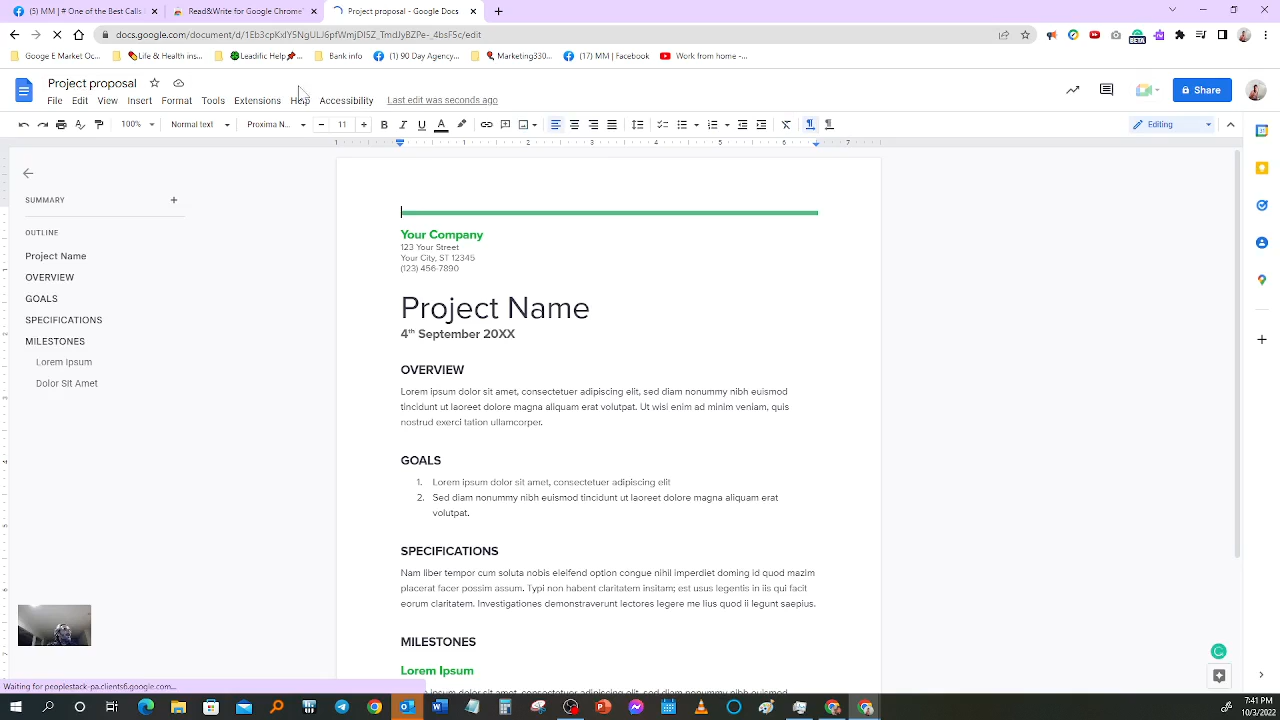 (5) MM | # One of the Best Calls
Read&Write for Google Chrome
Project proposal - Google Docs
docs.google.com/document/d/1Eb3cpKdY5NgULIJ6pfWmjDI5Z_TmdJyBZPe-_4bsF5c/edit
Google E Market Oc...
Life & Health ins...
Leadific Help
Bank info
(1) 90 Day Agency...
Marketing330...
(17) MM | Facebook
Work from home -...
Project proposal
Share
File Edit View Insert Format Tools Extensions Help Accessibility Last edit was seconds ago
100% Normal text Proxima N... 11 Editing
SUMMARY
OUTLINE
Project Name
OVERVIEW
GOALS
SPECIFICATIONS
MILESTONES
Lorem Ipsum
Dolor Sit Amet
Your Company
123 Your Street
Your City, ST 12345
(123) 456-7890
Project Name
4th September 20XX
OVERVIEW
Lorem ipsum dolor sit amet, consectetuer adipiscing elit, sed diam nonummy nibh euismod
tincidunt ut laoreet dolore magna aliquam erat volutpat. Ut wisi enim ad minim veniam, quis
nostrud exerci tation ullamcorper.
GOALS
1. Lorem ipsum dolor sit amet, consectetuer adipiscing elit
2. Sed diam nonummy nibh euismod tincidunt ut laoreet dolore magna aliquam erat
volutpat.
SPECIFICATIONS
Nam liber tempor cum soluta nobis eleifend option congue nihil imperdiet doming id quod mazim
placerat facer possim assum. Typi non habent claritatem insitam; est usus legentis in iis qui facit
eorum claritatem. Investigationes demonstraverunt lectores legere me lius quod ii legunt saepius.
MILESTONES
Lorem Ipsum
Waiting for peoplestack-pa.clients6.google.com...
7:41 PM
10/3/2022